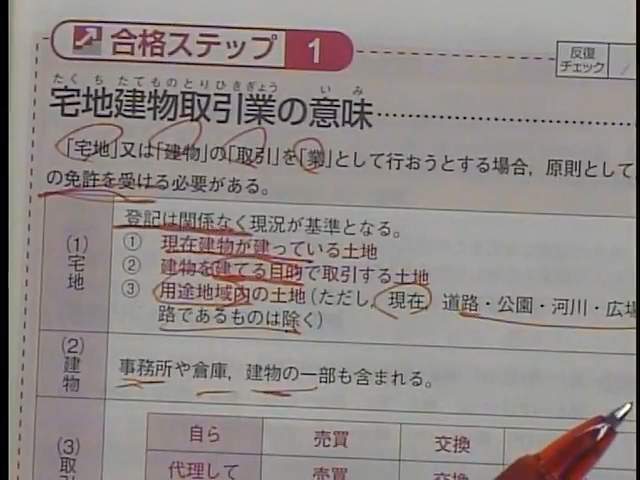 合格ステップ 1
反復
チェック
たく ち たてものとりひきぎょう い み
宅地建物取引業の意味
「宅地」又は「建物」の「取引」を「業」として行おうとする場合，原則として
の免許を受ける必要がある。
(1)宅地
登記は関係なく現況が基準となる。
① 現在建物が建っている土地
② 建物を建てる目的で取引する土地
③ 用途地域内の土地（ただし，現在，道路・公園・河川・広場
路であるものは除く）
(2)建物
事務所や倉庫，建物の一部も含まれる。
(3)取
自ら 売買 交換
代理して 売買 交換